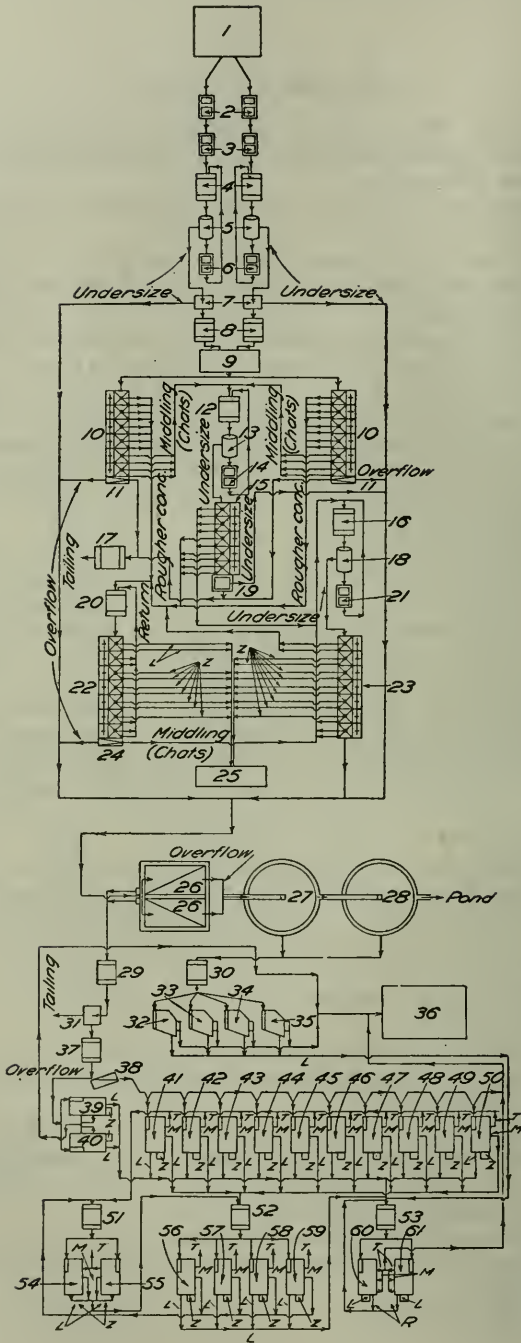 1
2
3
4
5
6
Undersize
Undersize
7
8
9
10
Middling (Chats)
12
Middling (Chats)
10
13
Undersize
14
Overflow
11
15
11
Rougher conc.
Undersize
Rougher conc.
16
Tailing
17
18
19
Overflow
20
Return
Undersize
21
L
Z
Z
22
23
24
Middling (Chats)
25
Overflow
26
26
27
28
Pond
29
30
Tailing
31
32
33
34
35
36
L
37
Overflow
38
41 42 43 44 45 46 47 48 49 50
39
40
L
Z
L
T M T M T M T M T M T M T M T M T M T M
L Z L Z L Z L Z L Z L Z L Z L Z L Z L Z
51
52
53
M T
54
55
L Z
56
57
58
59
T M T M T M T M
L Z L Z L Z L Z
L
60
61
T
M
L R L